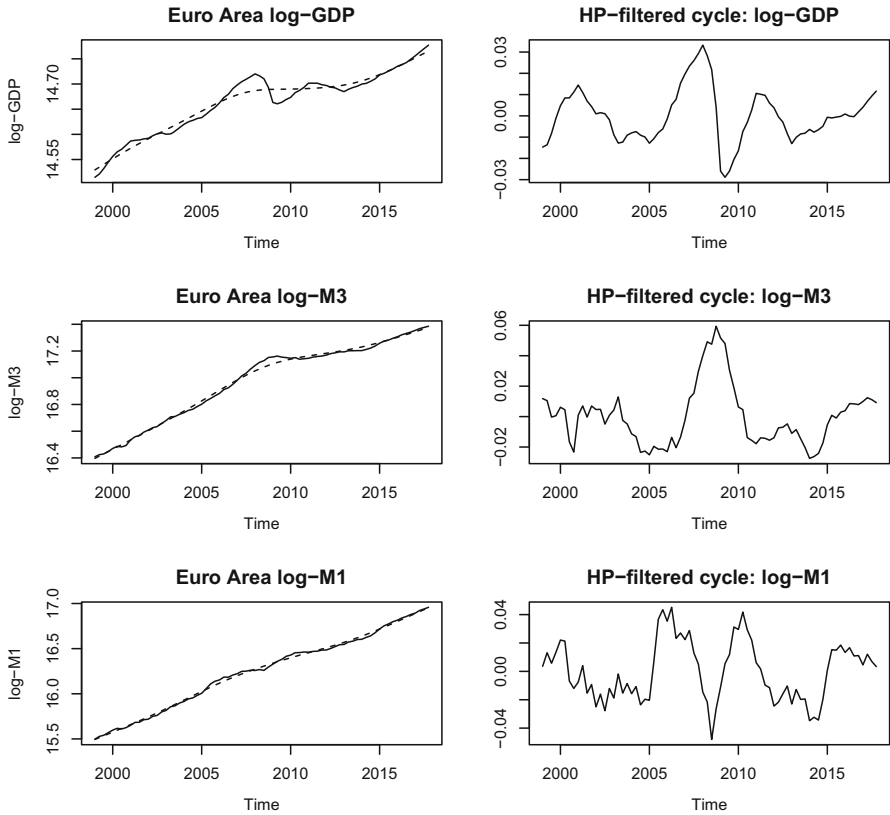 Euro Area log−GDP
log−GDP
14.70
14.55
2000 2005 2010 2015
Time
HP−filtered cycle: log−GDP
0.03
0.00
−0.03
2000 2005 2010 2015
Time
Euro Area log−M3
log−M3
17.2
16.8
16.4
2000 2005 2010 2015
Time
HP−filtered cycle: log−M3
0.06
0.02
−0.02
2000 2005 2010 2015
Time
Euro Area log−M1
log−M1
17.0
16.5
16.0
15.5
2000 2005 2010 2015
Time
HP−filtered cycle: log−M1
0.04
0.00
−0.04
2000 2005 2010 2015
Time